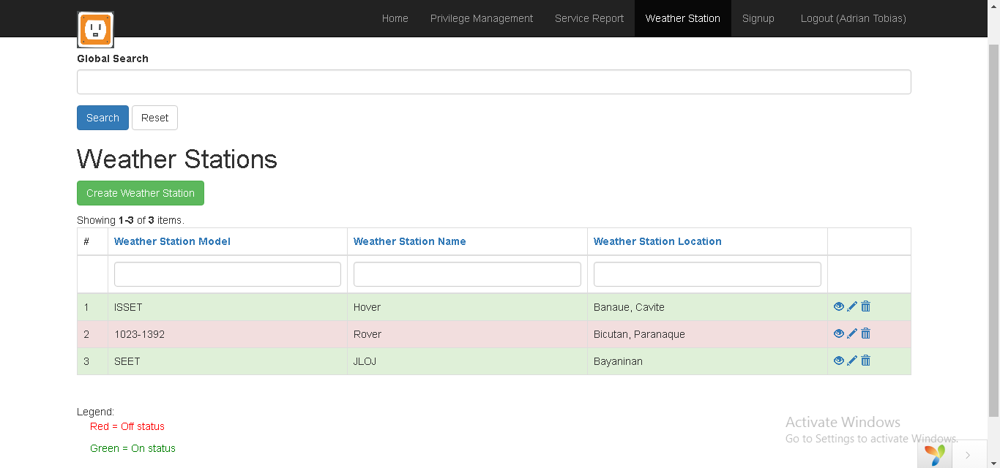 Home Privilege Management Service Report Weather Station Signup Logout (Adrian Tobias)
Global Search
Search Reset
Weather Stations
Create Weather Station
Showing 1-3 of 3 items.
# Weather Station Model Weather Station Name Weather Station Location
1 ISSET Hover Banaue, Cavite
2 1023-1392 Rover Bicutan, Paranaque
3 SEET JLOJ Bayaninan
Legend:
Red = Off status
Green = On status
Activate Windows
Go to Settings to activate Windows.